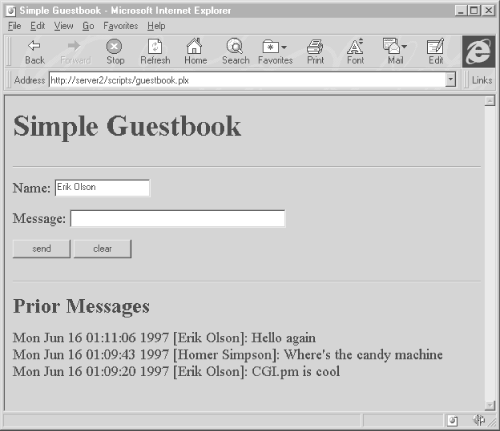 Simple Guestbook - Microsoft Internet Explorer
File Edit View Go Favorites Help
Back Forward Stop Refresh Home Search Favorites Print Font Mail Edit
Address http://server2/scripts/guestbook.plx Links
Simple Guestbook
Name: Erik Olson
Message:
send clear
Prior Messages
Mon Jun 16 01:11:06 1997 [Erik Olson]: Hello again
Mon Jun 16 01:09:43 1997 [Homer Simpson]: Where's the candy machine
Mon Jun 16 01:09:20 1997 [Erik Olson]: CGI.pm is cool